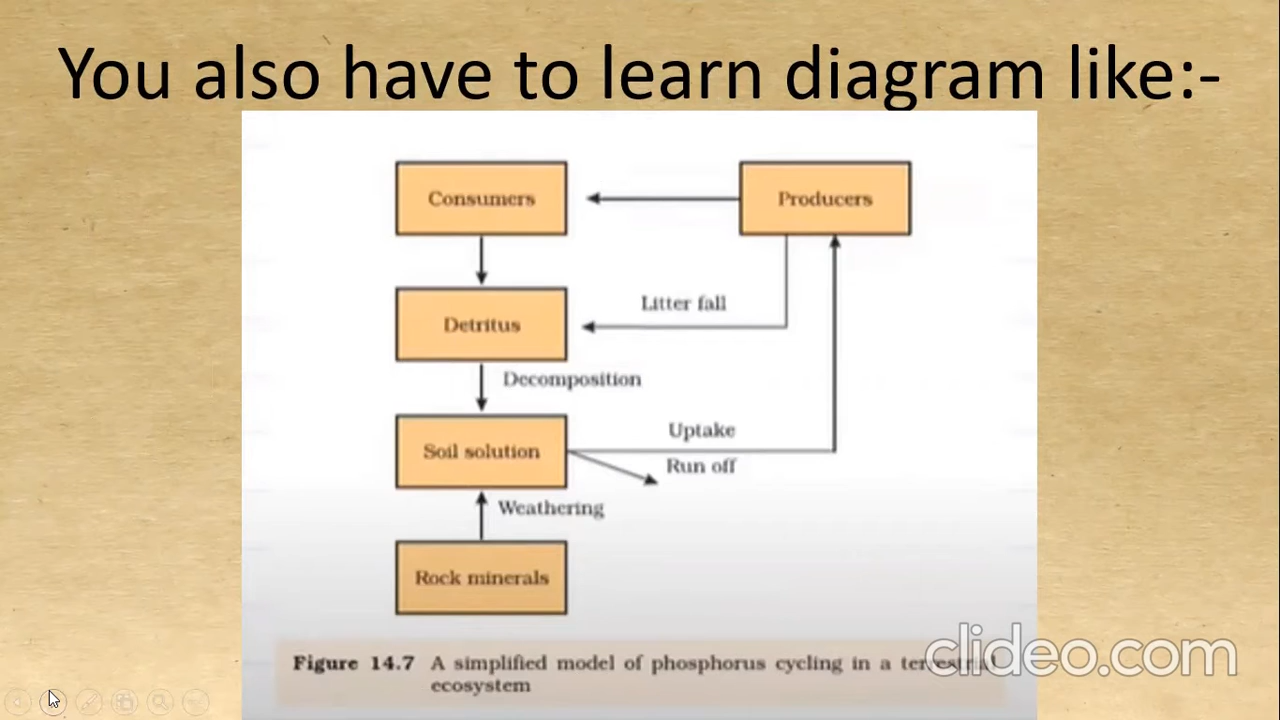 You also have to learn diagram like:-
Consumers
Producers
Litter fall
Detritus
Decomposition
Uptake
Soil solution
Run off
Weathering
Rock minerals
Figure 14.7 A simplified model of phosphorus cycling in a terrestrial
ecosystem
clideo.com